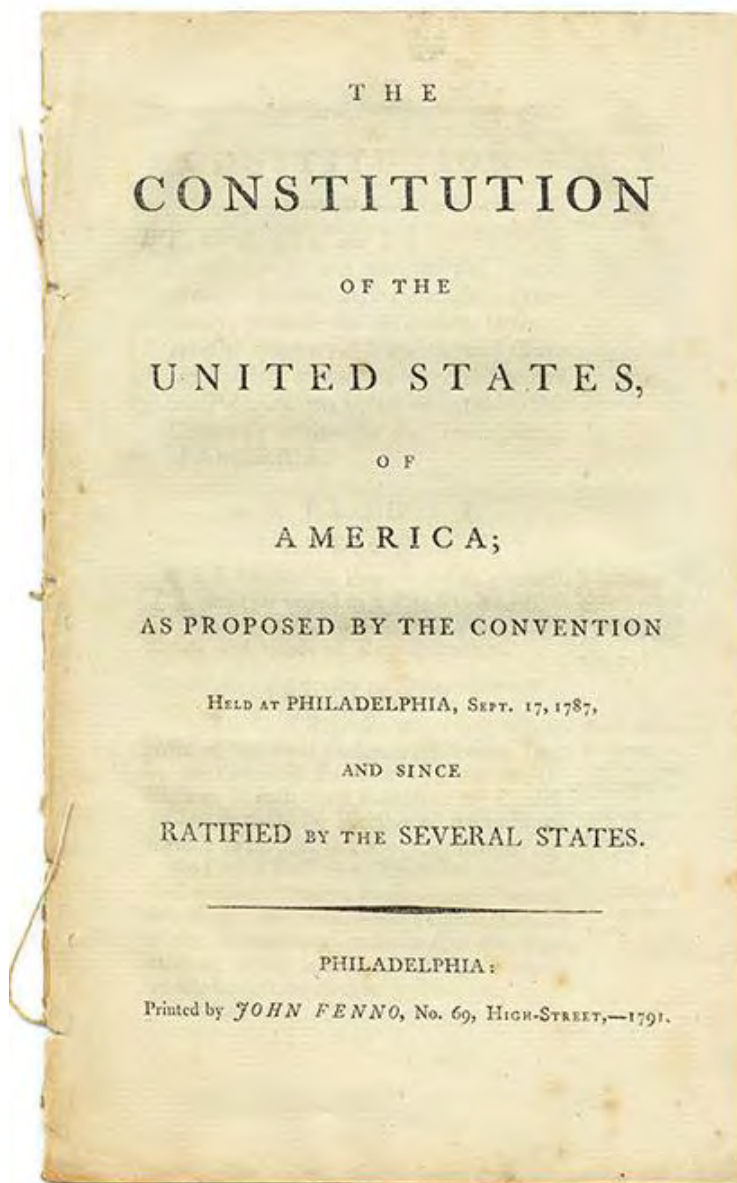 THE
CONSTITUTION
OF THE
UNITED STATES,
OF
AMERICA;
AS PROPOSED BY THE CONVENTION
HELD AT PHILADELPHIA, SEPT. 17, 1787,
AND SINCE
RATIFIED BY THE SEVERAL STATES.
PHILADELPHIA:
Printed by JOHN FENNO, No. 69, HIGH-STREET,—1791.